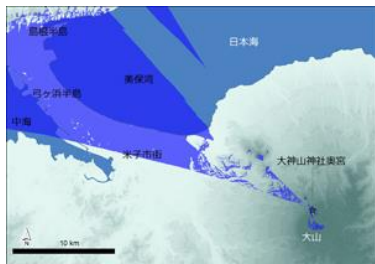 島根半島
日本海
美保湾
弓ヶ浜半島
中海
米子市街
大神山神社奥宮
大山
N
10 km